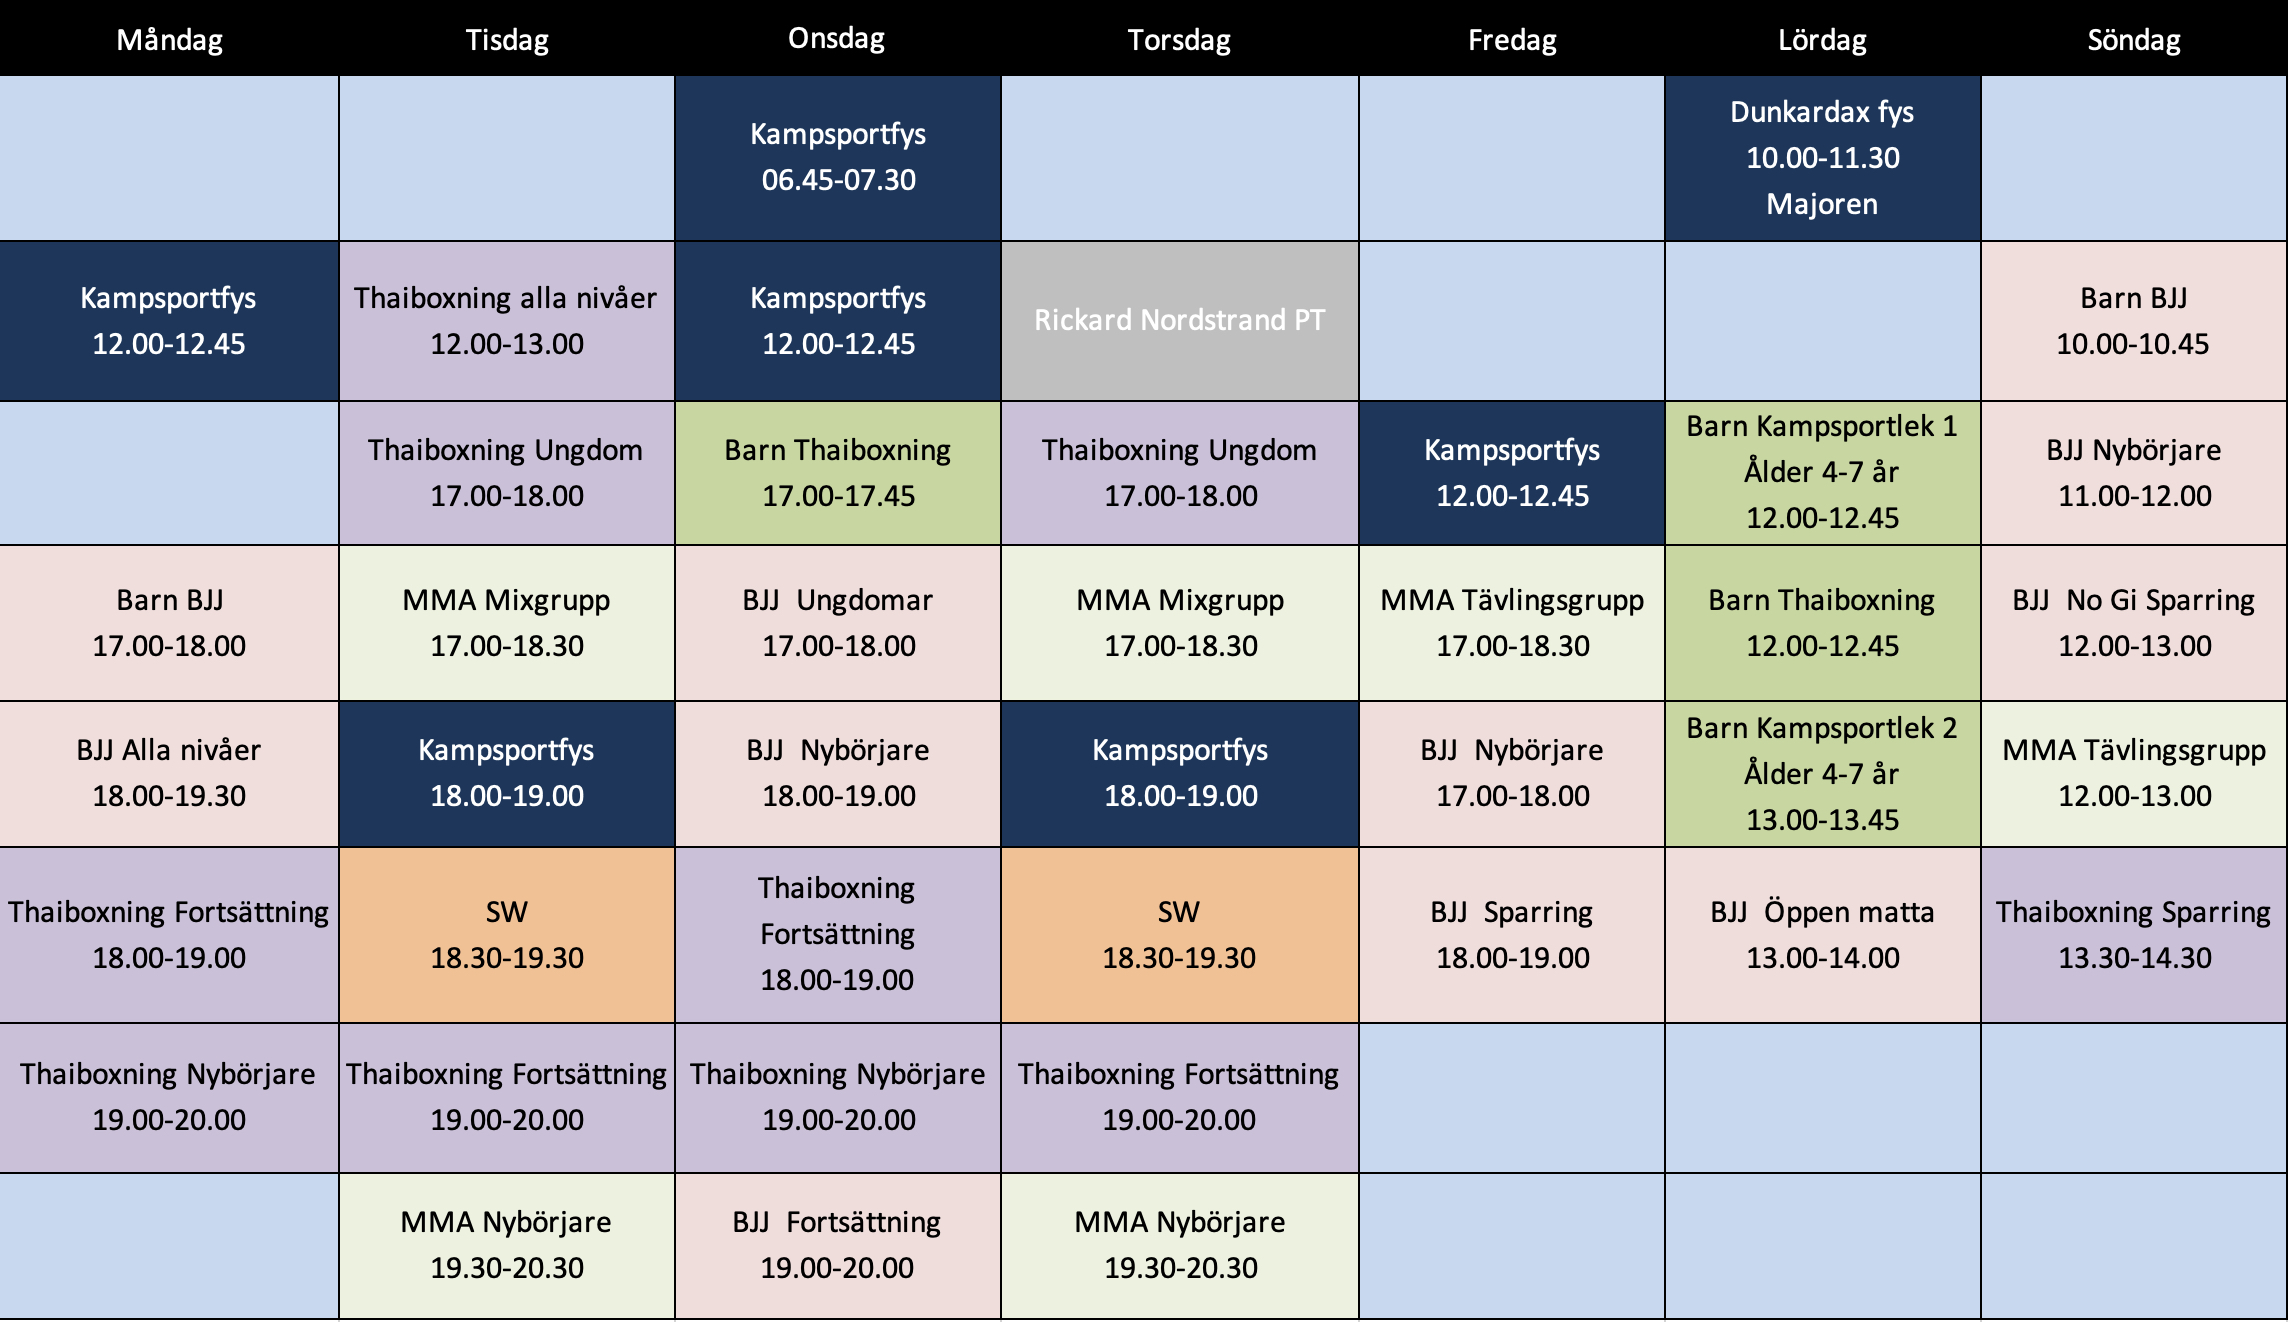 Måndag
Tisdag
Onsdag
Torsdag
Fredag
Lördag
Söndag
Kampsportfys
06.45-07.30
Dunkardax fys
10.00-11.30
Majoren
Kampsportfys
12.00-12.45
Thaiboxning alla nivåer
12.00-13.00
Kampsportfys
12.00-12.45
Rickard Nordstrand PT
Barn BJJ
10.00-10.45
Thaiboxning Ungdom
17.00-18.00
Barn Thaiboxning
17.00-17.45
Thaiboxning Ungdom
17.00-18.00
Kampsportfys
12.00-12.45
Barn Kampsportlek 1
Ålder 4-7 år
12.00-12.45
BJJ Nybörjare
11.00-12.00
Barn BJJ
17.00-18.00
MMA Mixgrupp
17.00-18.30
BJJ  Ungdomar
17.00-18.00
MMA Mixgrupp
17.00-18.30
MMA Tävlingsgrupp
17.00-18.30
Barn Thaiboxning
12.00-12.45
BJJ  No Gi Sparring
12.00-13.00
BJJ Alla nivåer
18.00-19.30
Kampsportfys
18.00-19.00
BJJ  Nybörjare
18.00-19.00
Kampsportfys
18.00-19.00
BJJ  Nybörjare
17.00-18.00
Barn Kampsportlek 2
Ålder 4-7 år
13.00-13.45
MMA Tävlingsgrupp
12.00-13.00
Thaiboxning Fortsättning
18.00-19.00
SW
18.30-19.30
Thaiboxning
Fortsättning
18.00-19.00
SW
18.30-19.30
BJJ  Sparring
18.00-19.00
BJJ  Öppen matta
13.00-14.00
Thaiboxning Sparring
13.30-14.30
Thaiboxning Nybörjare
19.00-20.00
Thaiboxning Fortsättning
19.00-20.00
Thaiboxning Nybörjare
19.00-20.00
Thaiboxning Fortsättning
19.00-20.00
MMA Nybörjare
19.30-20.30
BJJ  Fortsättning
19.00-20.00
MMA Nybörjare
19.30-20.30